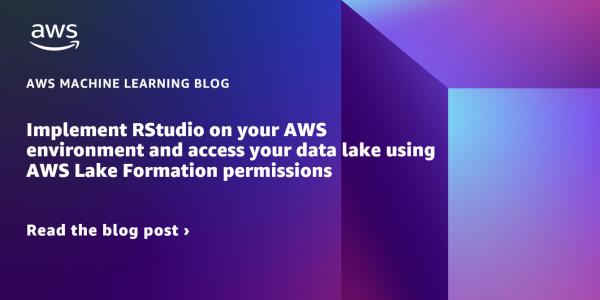 aws
AWS MACHINE LEARNING BLOG
Implement RStudio on your AWS
environment and access your data lake using
AWS Lake Formation permissions
Read the blog post ›